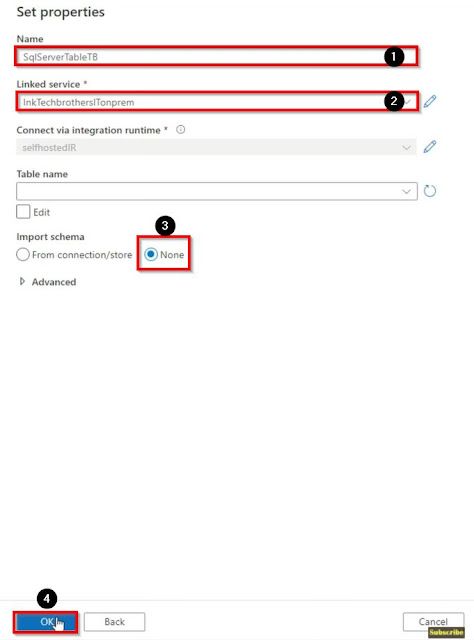 Set properties
Name
SqlServerTableTB 1
Linked service *
lnkTechbrothersITonprem 2
Connect via integration runtime *
selfhostedIR
Table name
Edit
3
Import schema
From connection/store None
Advanced
4
OK Back Cancel
Subscribe